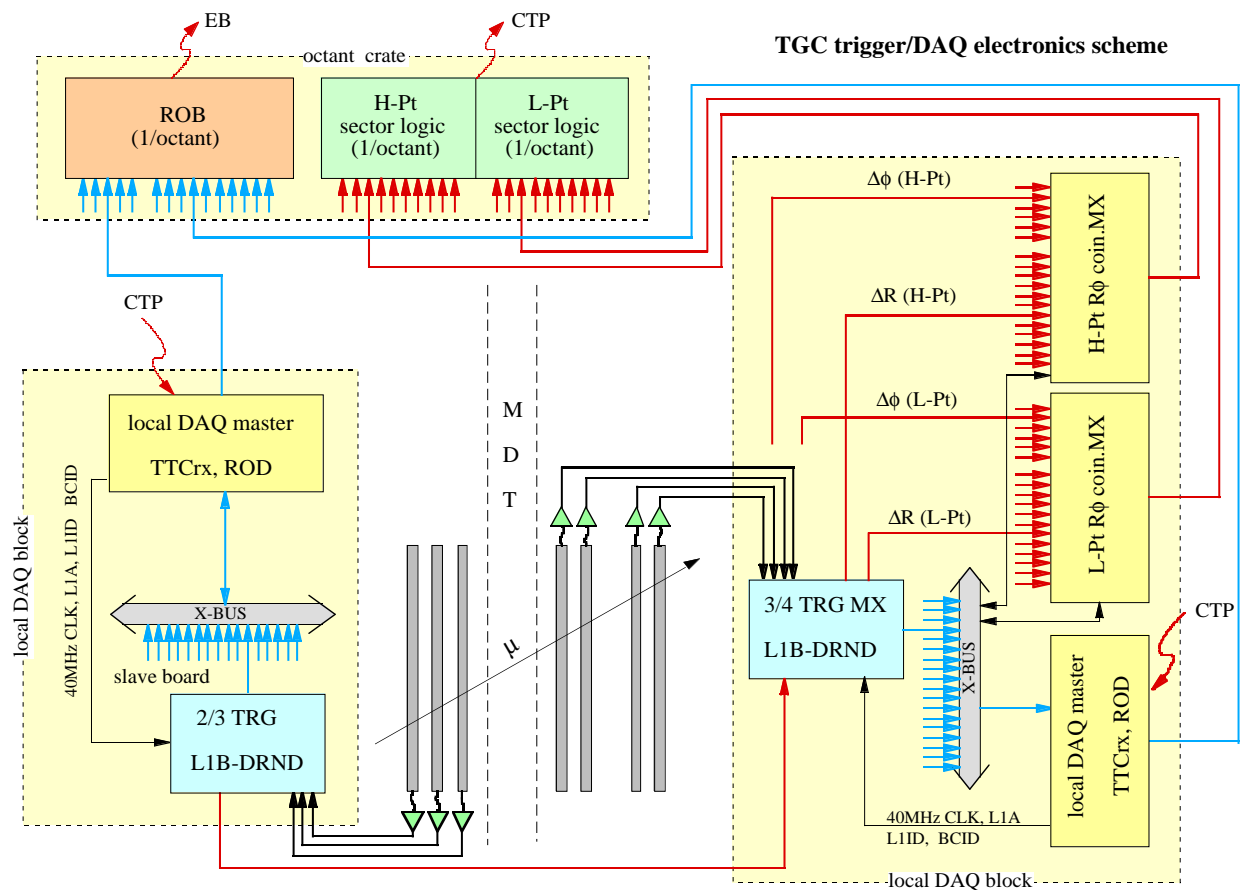 EB
CTP
TGC trigger/DAQ electronics scheme
octant crate
ROB
(1/octant)
H-Pt
sector logic
(1/octant)
L-Pt
sector logic
(1/octant)
Δϕ (H-Pt)
ΔR (H-Pt)
H-Pt Rϕ coin.MX
CTP
local DAQ master
TTCrx, ROD
M
D
T
Δϕ (L-Pt)
ΔR (L-Pt)
L-Pt Rϕ coin.MX
local DAQ block
40MHz CLK, L1A, L1ID BCID
X-BUS
slave board
2/3 TRG
L1B-DRND
μ
3/4 TRG MX
L1B-DRND
X-BUS
CTP
local DAQ master
TTCrx, ROD
40MHz CLK, L1A
L1ID, BCID
local DAQ block